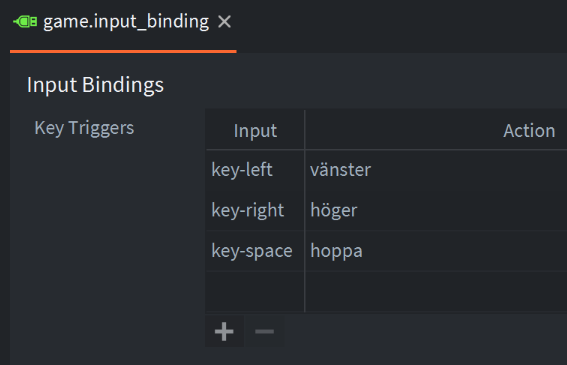 game.input_binding
Input Bindings
Key Triggers
Input Action
key-left vänster
key-right höger
key-space hoppa